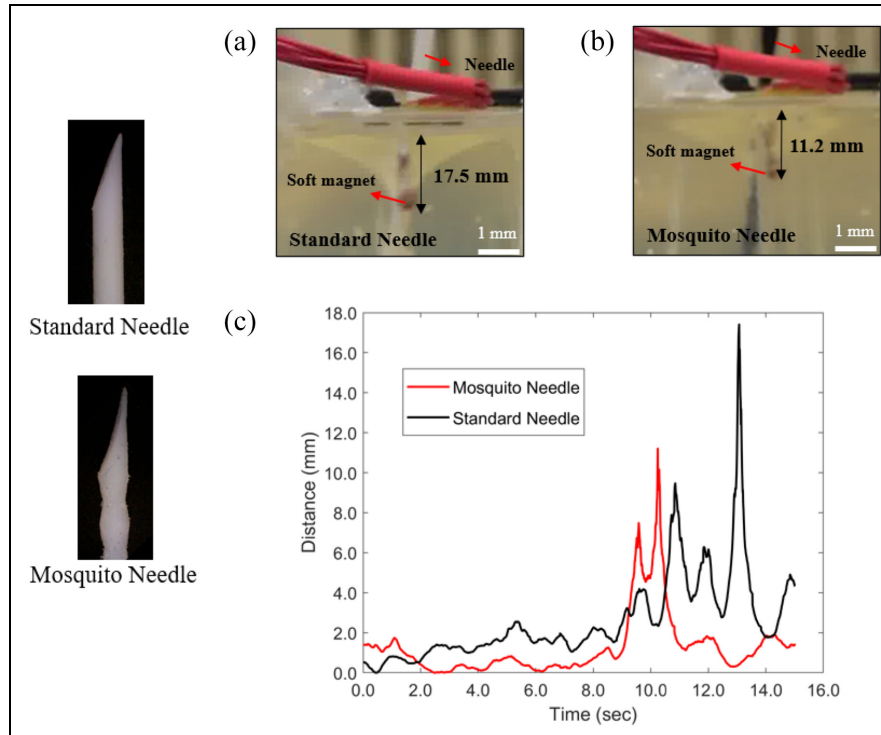 (a)
Needle
Soft magnet
17.5 mm
Standard Needle
1 mm
(b)
Needle
Soft magnet
11.2 mm
Mosquito Needle
1 mm
Standard Needle
Mosquito Needle
(c)
18.0
16.0
14.0
12.0
10.0
8.0
6.0
4.0
2.0
0.0
Distance (mm)
Mosquito Needle
Standard Needle
0.0 2.0 4.0 6.0 8.0 10.0 12.0 14.0 16.0
Time (sec)